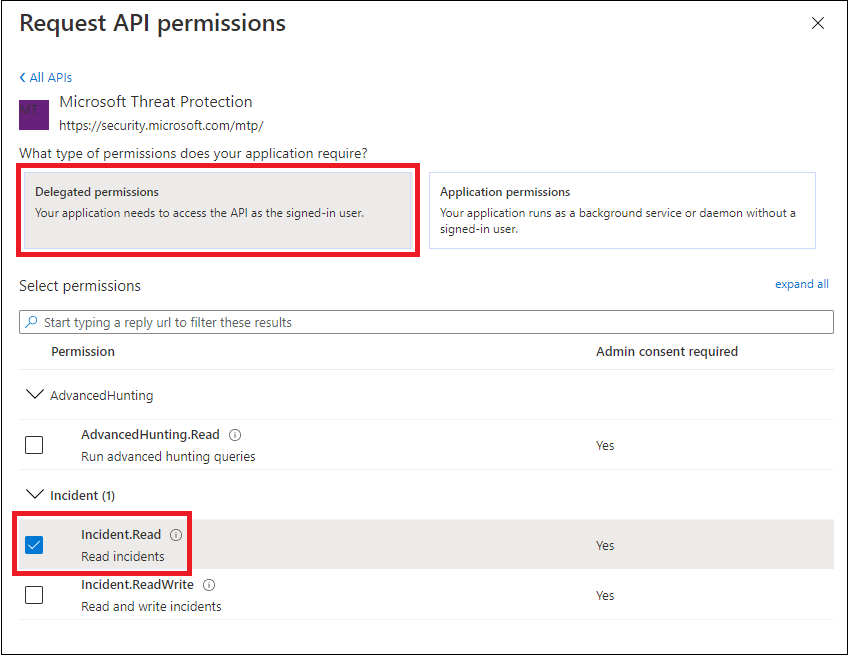 Request API permissions
All APIs
MT
Microsoft Threat Protection
https://security.microsoft.com/mtp/
What type of permissions does your application require?
Delegated permissions
Your application needs to access the API as the signed-in user.
Application permissions
Your application runs as a background service or daemon without a
signed-in user.
Select permissions
expand all
Start typing a reply url to filter these results
Permission
Admin consent required
AdvancedHunting
AdvancedHunting.Read
Run advanced hunting queries
Yes
Incident (1)
Incident.Read
Read incidents
Yes
Incident.ReadWrite
Read and write incidents
Yes